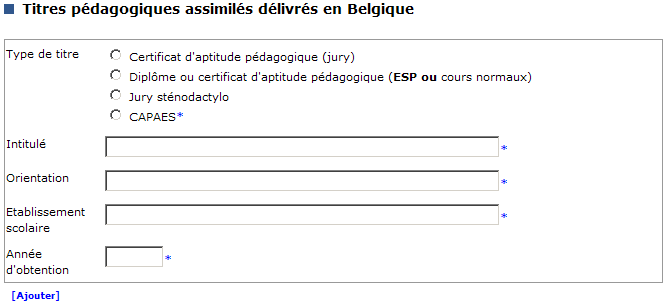 Titres pédagogiques assimilés délivrés en Belgique
Type de titre
Certificat d'aptitude pédagogique (jury)
Diplôme ou certificat d'aptitude pédagogique (ESP ou cours normaux)
Jury sténodactylo
CAPAES*
Intitulé *
Orientation *
Etablissement
scolaire *
Année
d'obtention *
[Ajouter]